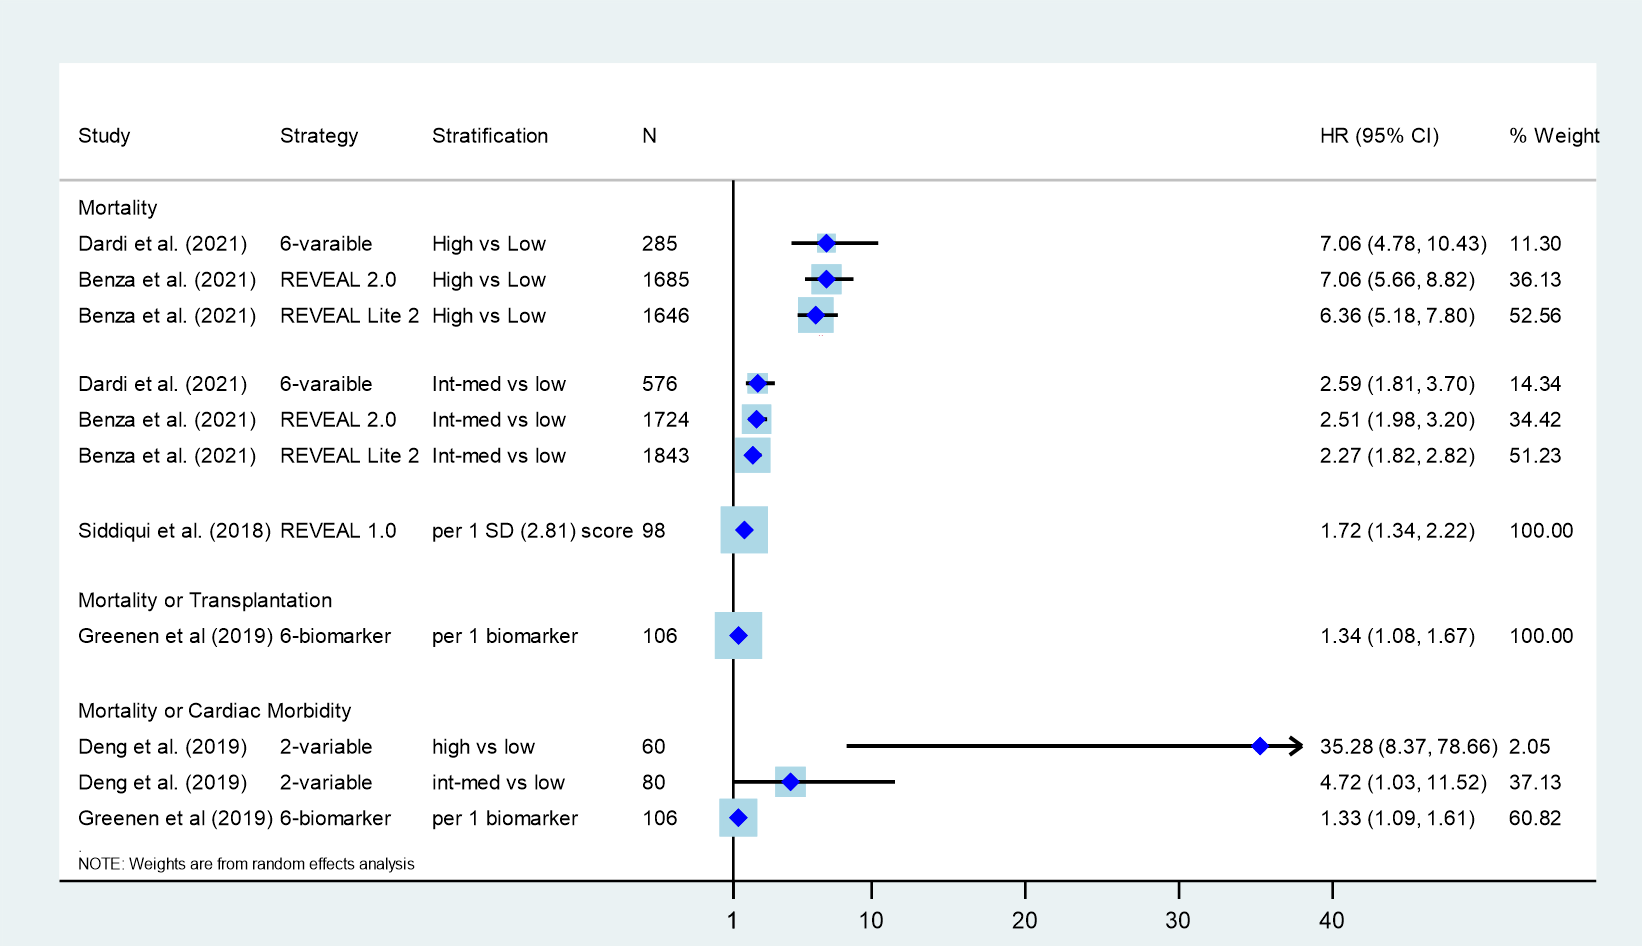 Study Strategy Stratification N HR (95% CI) % Weight
Mortality
Dardi et al. (2021) 6-varaible High vs Low 285 7.06 (4.78, 10.43) 11.30
Benza et al. (2021) REVEAL 2.0 High vs Low 1685 7.06 (5.66, 8.82) 36.13
Benza et al. (2021) REVEAL Lite 2 High vs Low 1646 6.36 (5.18, 7.80) 52.56
Dardi et al. (2021) 6-varaible Int-med vs low 576 2.59 (1.81, 3.70) 14.34
Benza et al. (2021) REVEAL 2.0 Int-med vs low 1724 2.51 (1.98, 3.20) 34.42
Benza et al. (2021) REVEAL Lite 2 Int-med vs low 1843 2.27 (1.82, 2.82) 51.23
Siddiqui et al. (2018) REVEAL 1.0 per 1 SD (2.81) score 98 1.72 (1.34, 2.22) 100.00
Mortality or Transplantation
Greenen et al (2019) 6-biomarker per 1 biomarker 106 1.34 (1.08, 1.67) 100.00
Mortality or Cardiac Morbidity
Deng et al. (2019) 2-variable high vs low 60 35.28 (8.37, 78.66) 2.05
Deng et al. (2019) 2-variable int-med vs low 80 4.72 (1.03, 11.52) 37.13
Greenen et al (2019) 6-biomarker per 1 biomarker 106 1.33 (1.09, 1.61) 60.82
.
NOTE: Weights are from random effects analysis
1 10 20 30 40